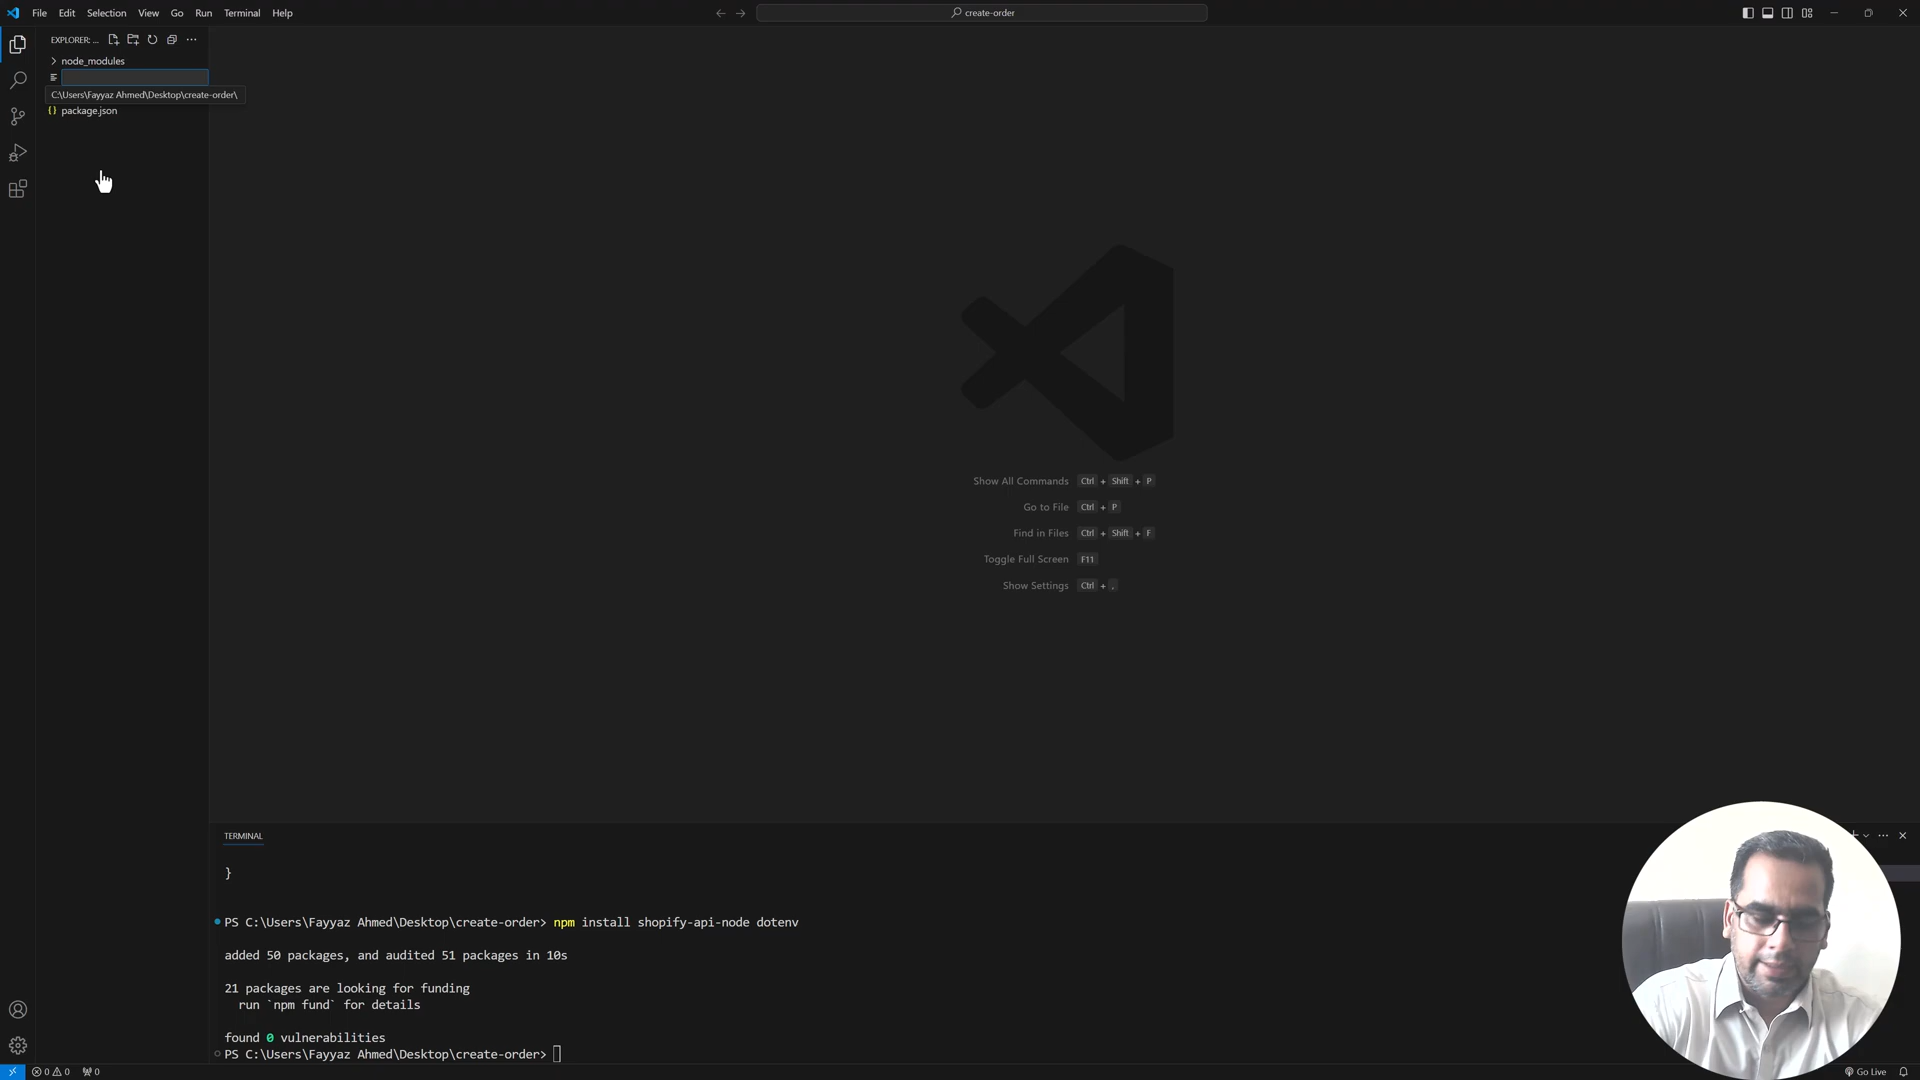 File Edit Selection View Go Run Terminal Help
create-order
EXPLORER: ...
node_modules
C:\Users\Fayyaz Ahmed\Desktop\create-order\
{} package.json
Show All Commands Ctrl + Shift + P
Go to File Ctrl + P
Find in Files Ctrl + Shift + F
Toggle Full Screen F11
Show Settings Ctrl + ,
TERMINAL
}
PS C:\Users\Fayyaz Ahmed\Desktop\create-order> npm install shopify-api-node dotenv
added 50 packages, and audited 51 packages in 10s
21 packages are looking for funding
run `npm fund` for details
found 0 vulnerabilities
PS C:\Users\Fayyaz Ahmed\Desktop\create-order>
0 0 0
Go Live